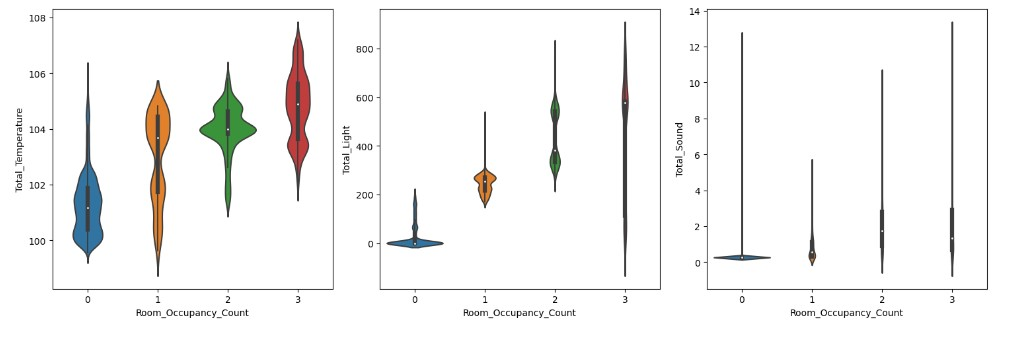 108
106
104
102
100
Total_Temperature
0 1 2 3
Room_Occupancy_Count
800
600
400
200
0
Total_Light
0 1 2 3
Room_Occupancy_Count
14
12
10
8
6
4
2
0
Total_Sound
0 1 2 3
Room_Occupancy_Count